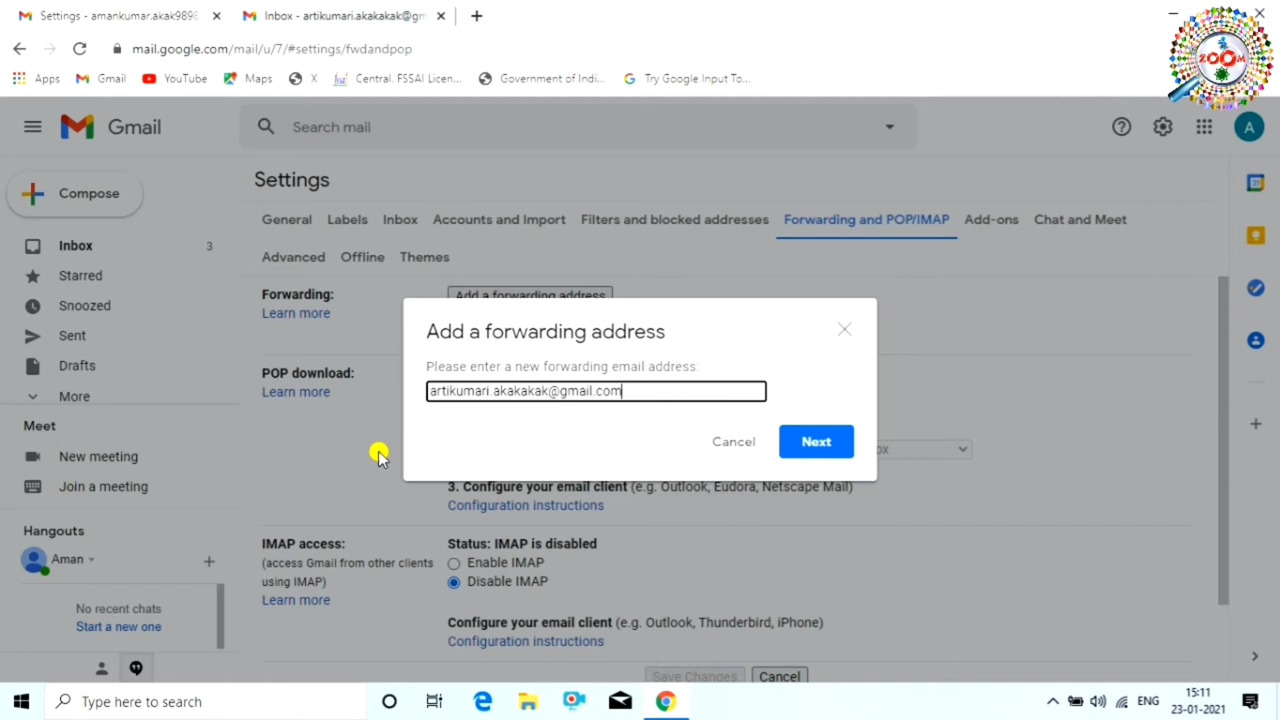 Settings - amankumar.akak9898
Inbox - artikumari.akakakak@gm
mail.google.com/mail/u/7/#settings/fwdandpop
Apps
Gmail
YouTube
Maps
X
Central. FSSAI Licen...
Government of Indi...
Try Google Input To...
ZOOM
Gmail
Search mail
A
Compose
Settings
General
Labels
Inbox
Accounts and Import
Filters and blocked addresses
Forwarding and POP/IMAP
Add-ons
Chat and Meet
Advanced
Offline
Themes
Inbox 3
Starred
Snoozed
Sent
Drafts
More
Meet
New meeting
Join a meeting
Hangouts
Aman
No recent chats
Start a new one
Forwarding:
Learn more
Add a forwarding address
POP download:
Learn more
Add a forwarding address
Please enter a new forwarding email address:
artikumari.akakakak@gmail.com
Cancel
Next
3. Configure your email client (e.g. Outlook, Eudora, Netscape Mail)
Configuration instructions
IMAP access:
(access Gmail from other clients
using IMAP)
Learn more
Status: IMAP is disabled
Enable IMAP
Disable IMAP
Configure your email client (e.g. Outlook, Thunderbird, iPhone)
Configuration instructions
Save Changes
Cancel
Type here to search
ENG
15:11
23-01-2021